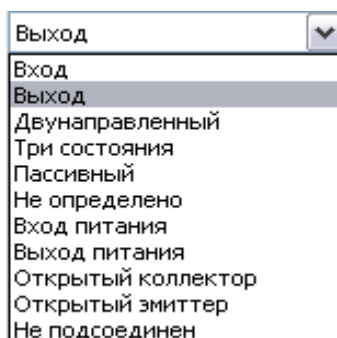 Выход
Вход
Выход
Двунаправленный
Три состояния
Пассивный
Не определено
Вход питания
Выход питания
Открытый коллектор
Открытый эмиттер
Не подсоединен